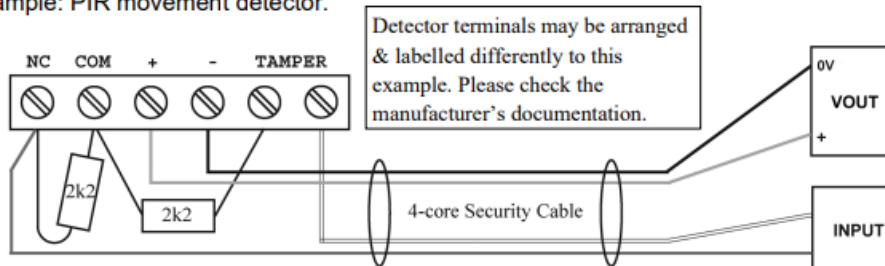 ample: PIR movement detector.
Detector terminals may be arranged
& labelled differently to this
example. Please check the
manufacturer's documentation.
NC COM + - TAMPER
0V
VOUT
+
2k2
2k2
4-core Security Cable
INPUT